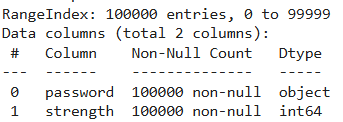 RangeIndex: 100000 entries, 0 to 99999
Data columns (total 2 columns):
 #   Column    Non-Null Count   Dtype
---  ------    --------------   -----
 0   password  100000 non-null  object
 1   strength  100000 non-null  int64